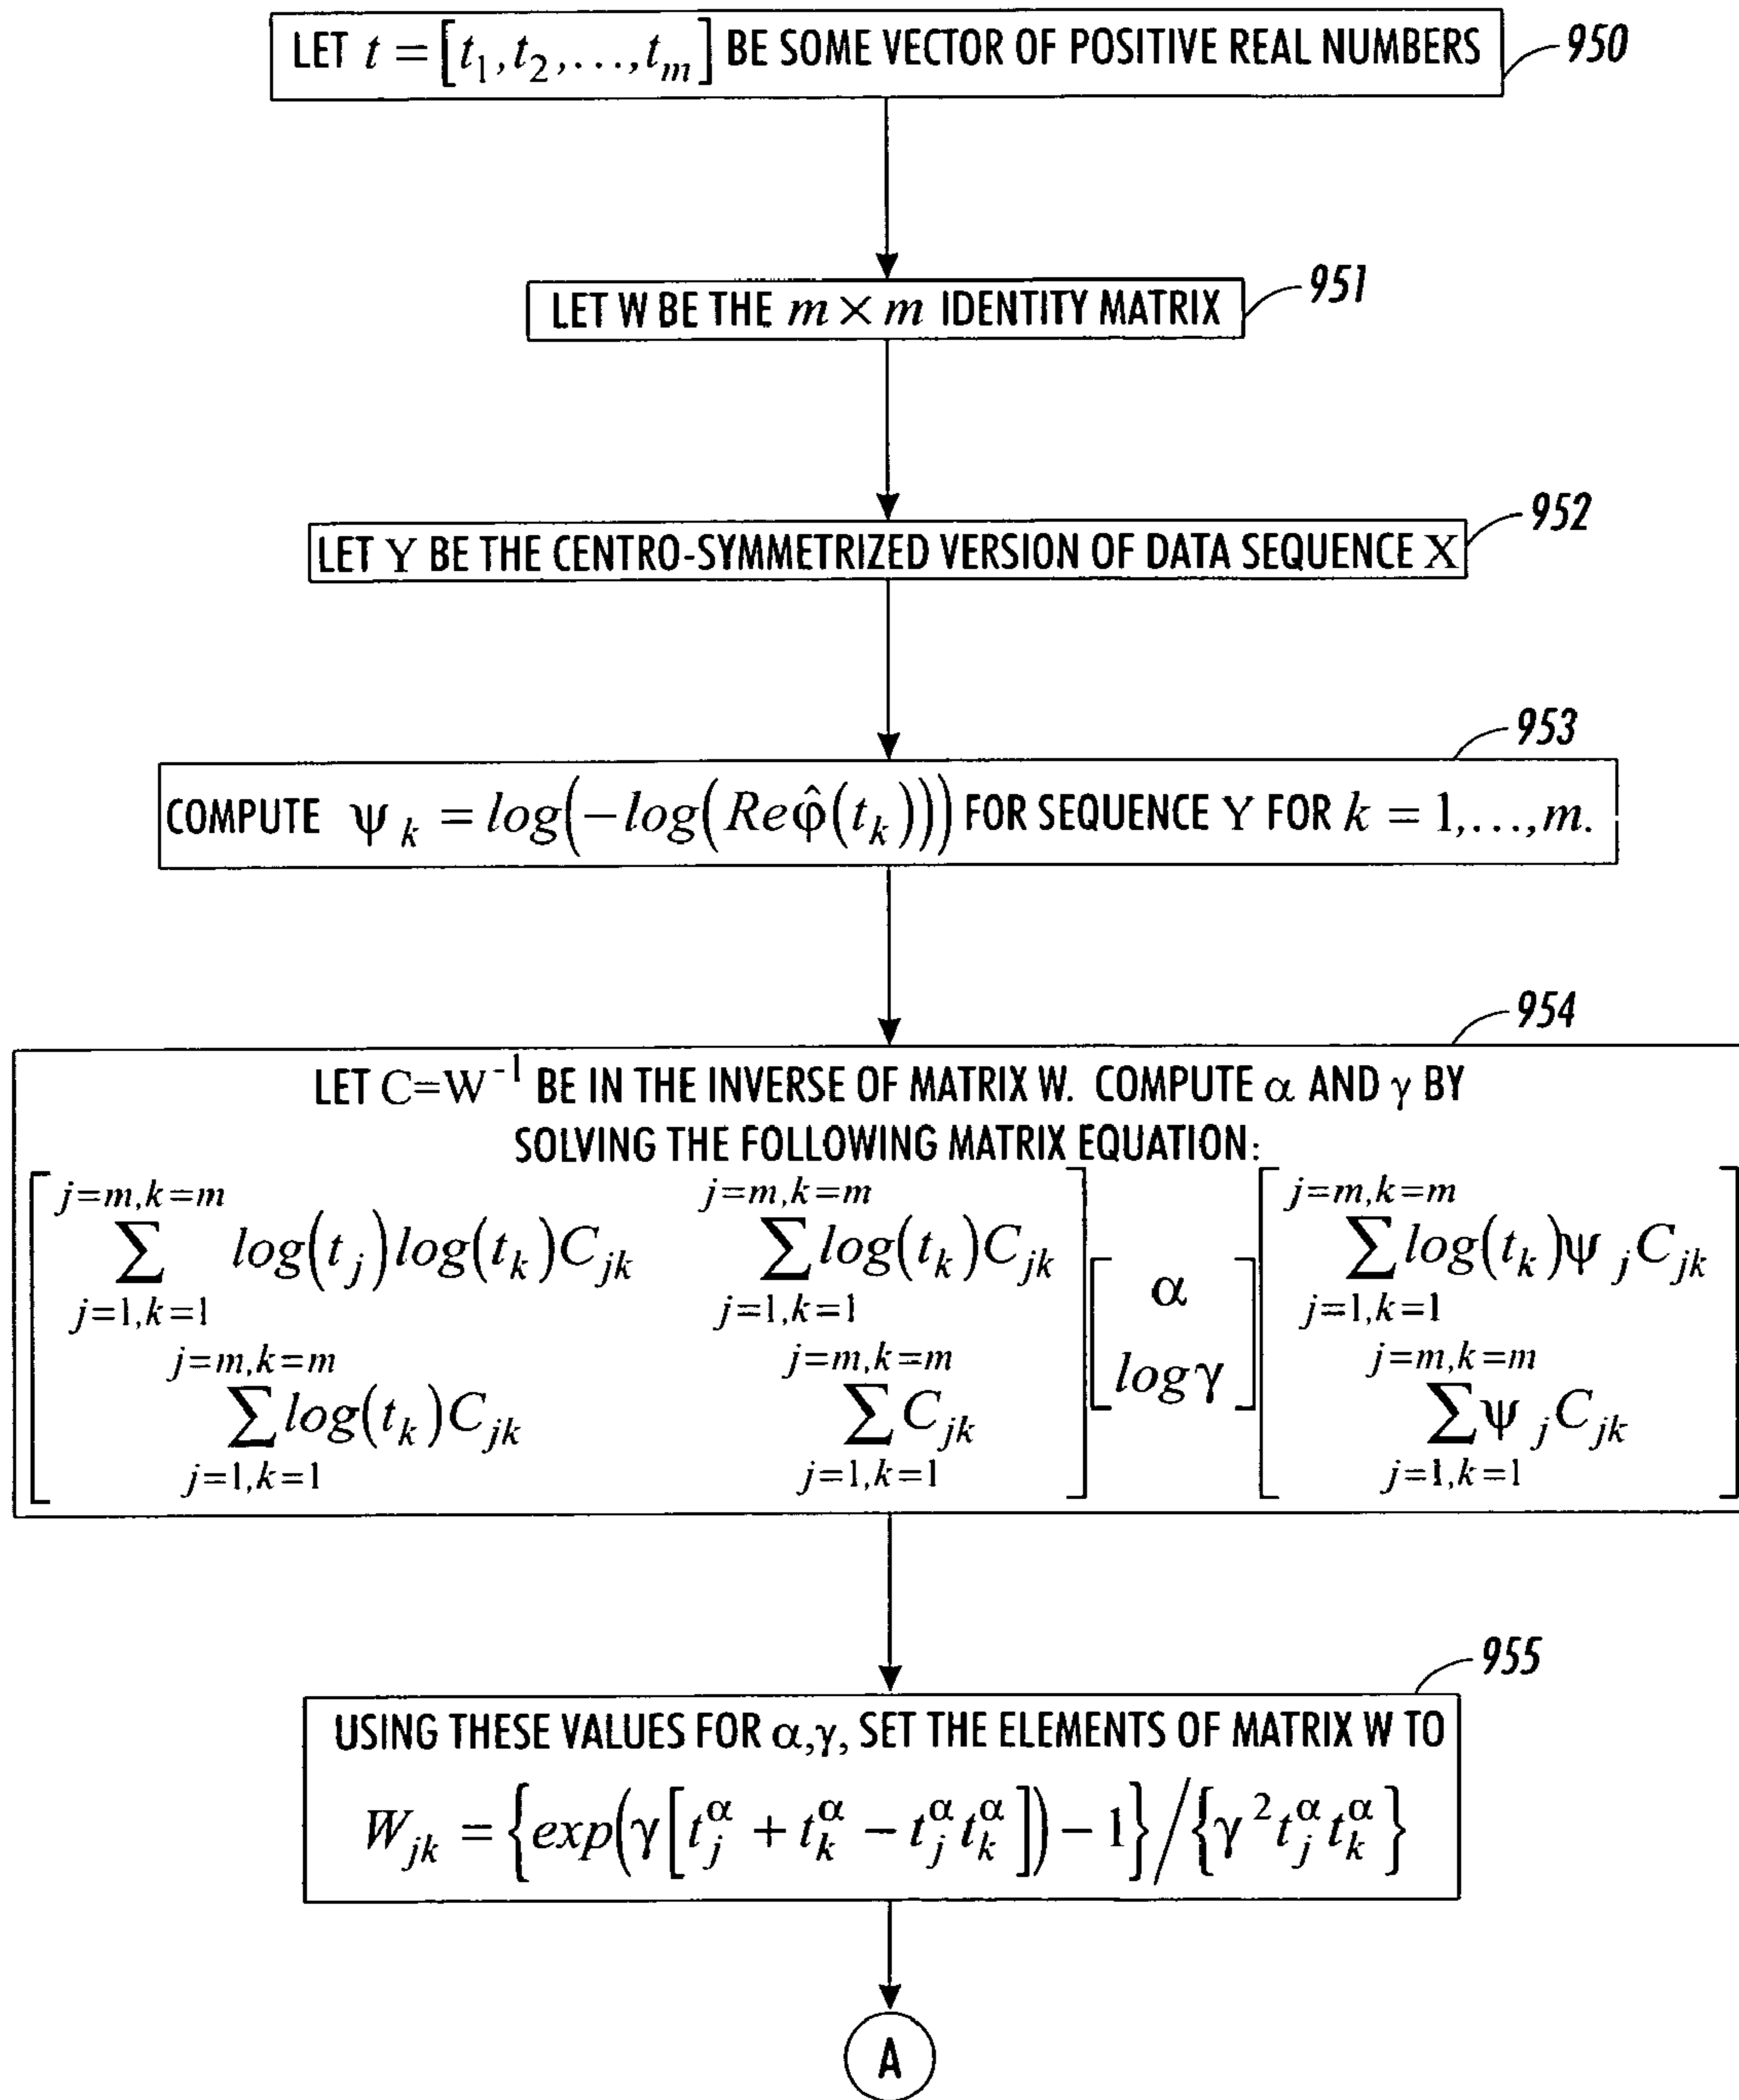 LET t = [t₁, t₂, ..., tₘ] BE SOME VECTOR OF POSITIVE REAL NUMBERS
950
951
LET W BE THE m × m IDENTITY MATRIX
952
LET Y BE THE CENTRO-SYMMETRIZED VERSION OF DATA SEQUENCE X
953
COMPUTE ψ_k = log(−log(Re φ̂(t_k))) FOR SEQUENCE Y FOR k = 1,...,m.
954
LET C=W⁻¹ BE IN THE INVERSE OF MATRIX W. COMPUTE α AND γ BY
SOLVING THE FOLLOWING MATRIX EQUATION:
j=m,k=m j=m,k=m j=m,k=m
∑ log(t_j)log(t_k)C_jk ∑ log(t_k)C_jk α ∑ log(t_k)ψ_j C_jk
j=1,k=1 j=1,k=1 j=1,k=1
j=m,k=m j=m,k=m j=m,k=m
∑ log(t_k)C_jk ∑ C_jk log γ ∑ ψ_j C_jk
j=1,k=1 j=1,k=1 j=1,k=1
955
USING THESE VALUES FOR α,γ, SET THE ELEMENTS OF MATRIX W TO
W_jk = {exp(γ[t_j^α + t_k^α − t_j^α t_k^α]) − 1} / {γ² t_j^α t_k^α}
A